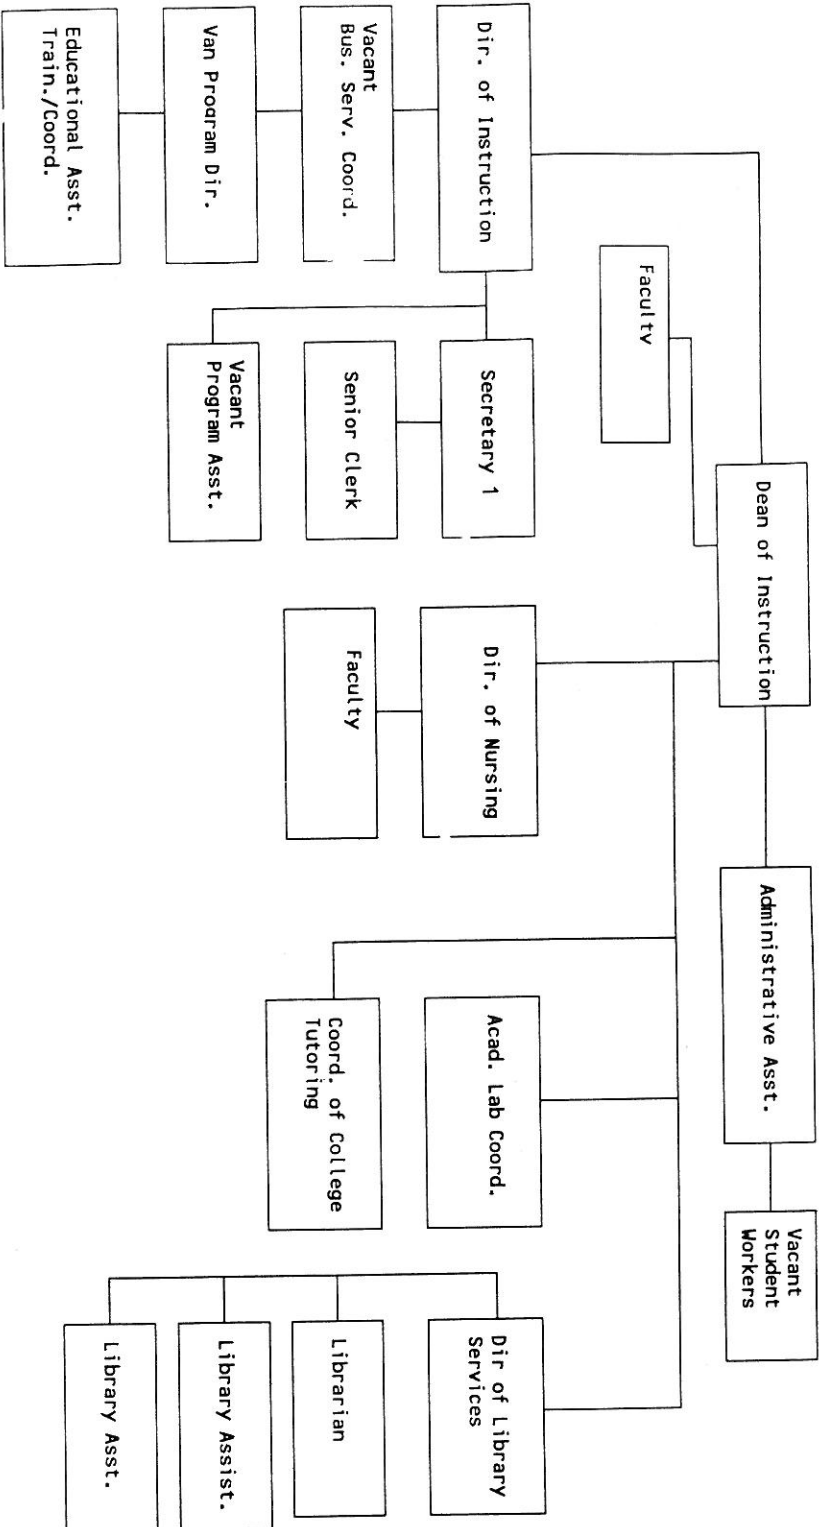 Dean of Instruction
Administrative Asst.
Vacant
Student
Workers
Faculty
Dir. of Instruction
Secretary 1
Dir. of Nursing
Acad. Lab Coord.
Dir of Library
Services
Vacant
Bus. Serv. Coord.
Senior Clerk
Faculty
Coord. of College
Tutoring
Librarian
Van Program Dir.
Vacant
Program Asst.
Library Assist.
Educational Asst.
Train./Coord.
Library Asst.